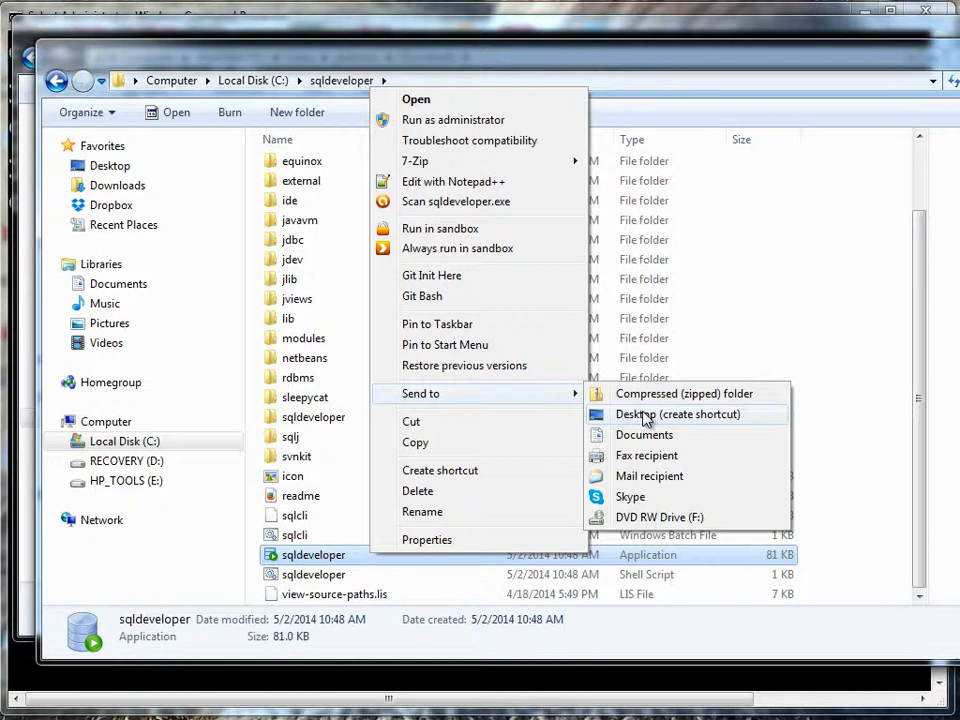 Computer Local Disk (C:) sqldeveloper
Organize Open Burn New folder
Favorites
Desktop
Downloads
Dropbox
Recent Places
Libraries
Documents
Music
Pictures
Videos
Homegroup
Computer
Local Disk (C:)
RECOVERY (D:)
HP_TOOLS (E:)
Network
Name Type Size
equinox M File folder
external M File folder
ide M File folder
javavm M File folder
jdbc M File folder
jdev M File folder
jlib M File folder
jviews M File folder
lib M File folder
modules M File folder
netbeans M File folder
rdbms M File folder
sleepycat
sqldeveloper
sqlj
svnkit
icon
readme
sqlcli
sqlcli Windows Batch File 1 KB
sqldeveloper 5/2/2014 10:48 AM Application 81 KB
sqldeveloper 5/2/2014 10:48 AM Shell Script 1 KB
view-source-paths.lis 4/18/2014 5:49 PM LIS File 7 KB
Open
Run as administrator
Troubleshoot compatibility
7-Zip
Edit with Notepad++
Scan sqldeveloper.exe
Run in sandbox
Always run in sandbox
Git Init Here
Git Bash
Pin to Taskbar
Pin to Start Menu
Restore previous versions
Send to
Cut
Copy
Create shortcut
Delete
Rename
Properties
Compressed (zipped) folder
Desktop (create shortcut)
Documents
Fax recipient
Mail recipient
Skype
DVD RW Drive (F:)
sqldeveloper Date modified: 5/2/2014 10:48 AM Date created: 5/2/2014 10:48 AM
Application Size: 81.0 KB